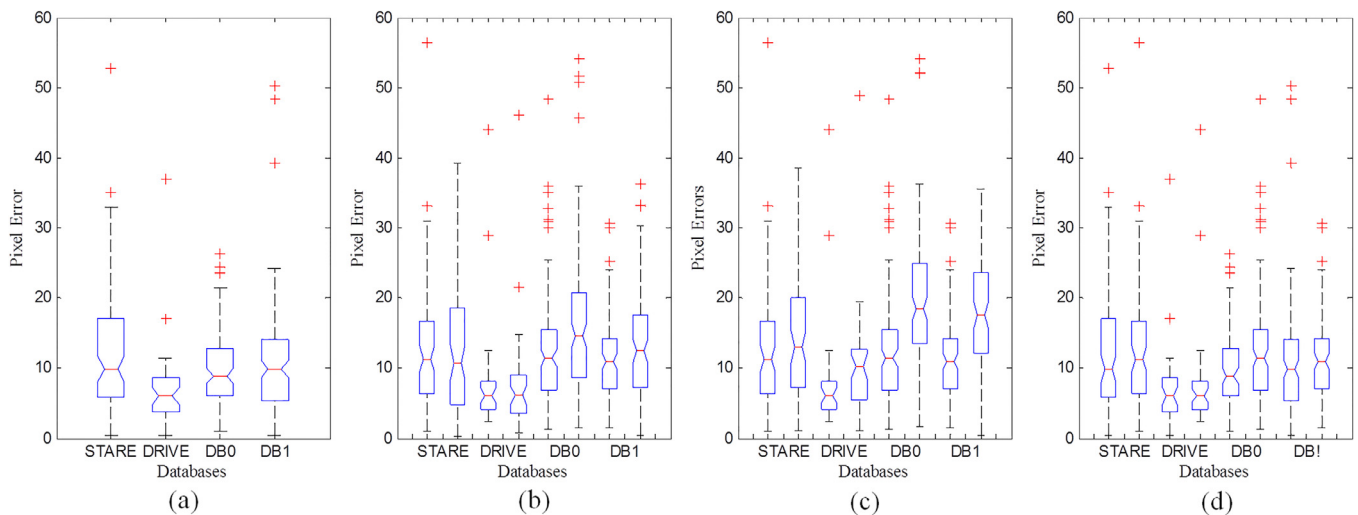 60
50
40
30
20
10
0
Pixel Error
STARE DRIVE DB0 DB1
Databases
(a)
60
50
40
30
20
10
0
Pixel Error
STARE DRIVE DB0 DB1
Databases
(b)
60
50
40
30
20
10
0
Pixel Errors
STARE DRIVE DB0 DB1
Databases
(c)
60
50
40
30
20
10
0
Pixel Error
STARE DRIVE DB0 DB!
Databases
(d)